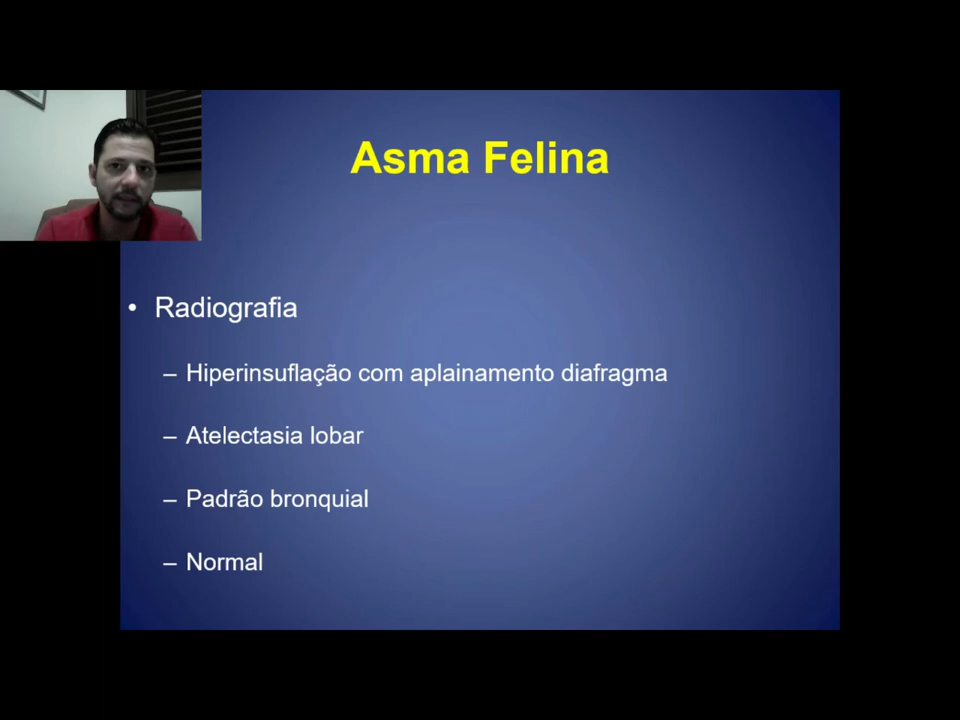 Asma Felina
• Radiografia
– Hiperinsuflação com aplainamento diafragma
– Atelectasia lobar
– Padrão bronquial
– Normal